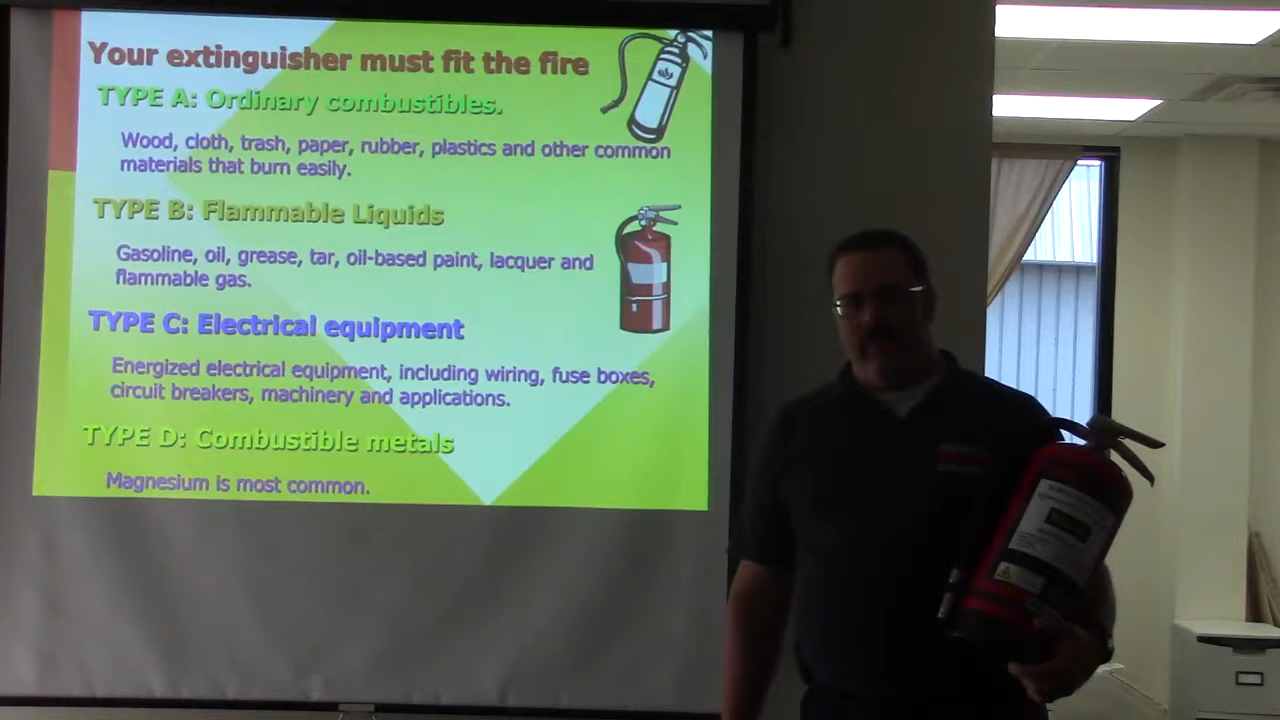 Your extinguisher must fit the fire
TYPE A: Ordinary combustibles.
Wood, cloth, trash, paper, rubber, plastics and other common
materials that burn easily.
TYPE B: Flammable Liquids
Gasoline, oil, grease, tar, oil-based paint, lacquer and
flammable gas.
TYPE C: Electrical equipment
Energized electrical equipment, including wiring, fuse boxes,
circuit breakers, machinery and applications.
TYPE D: Combustible metals
Magnesium is most common.